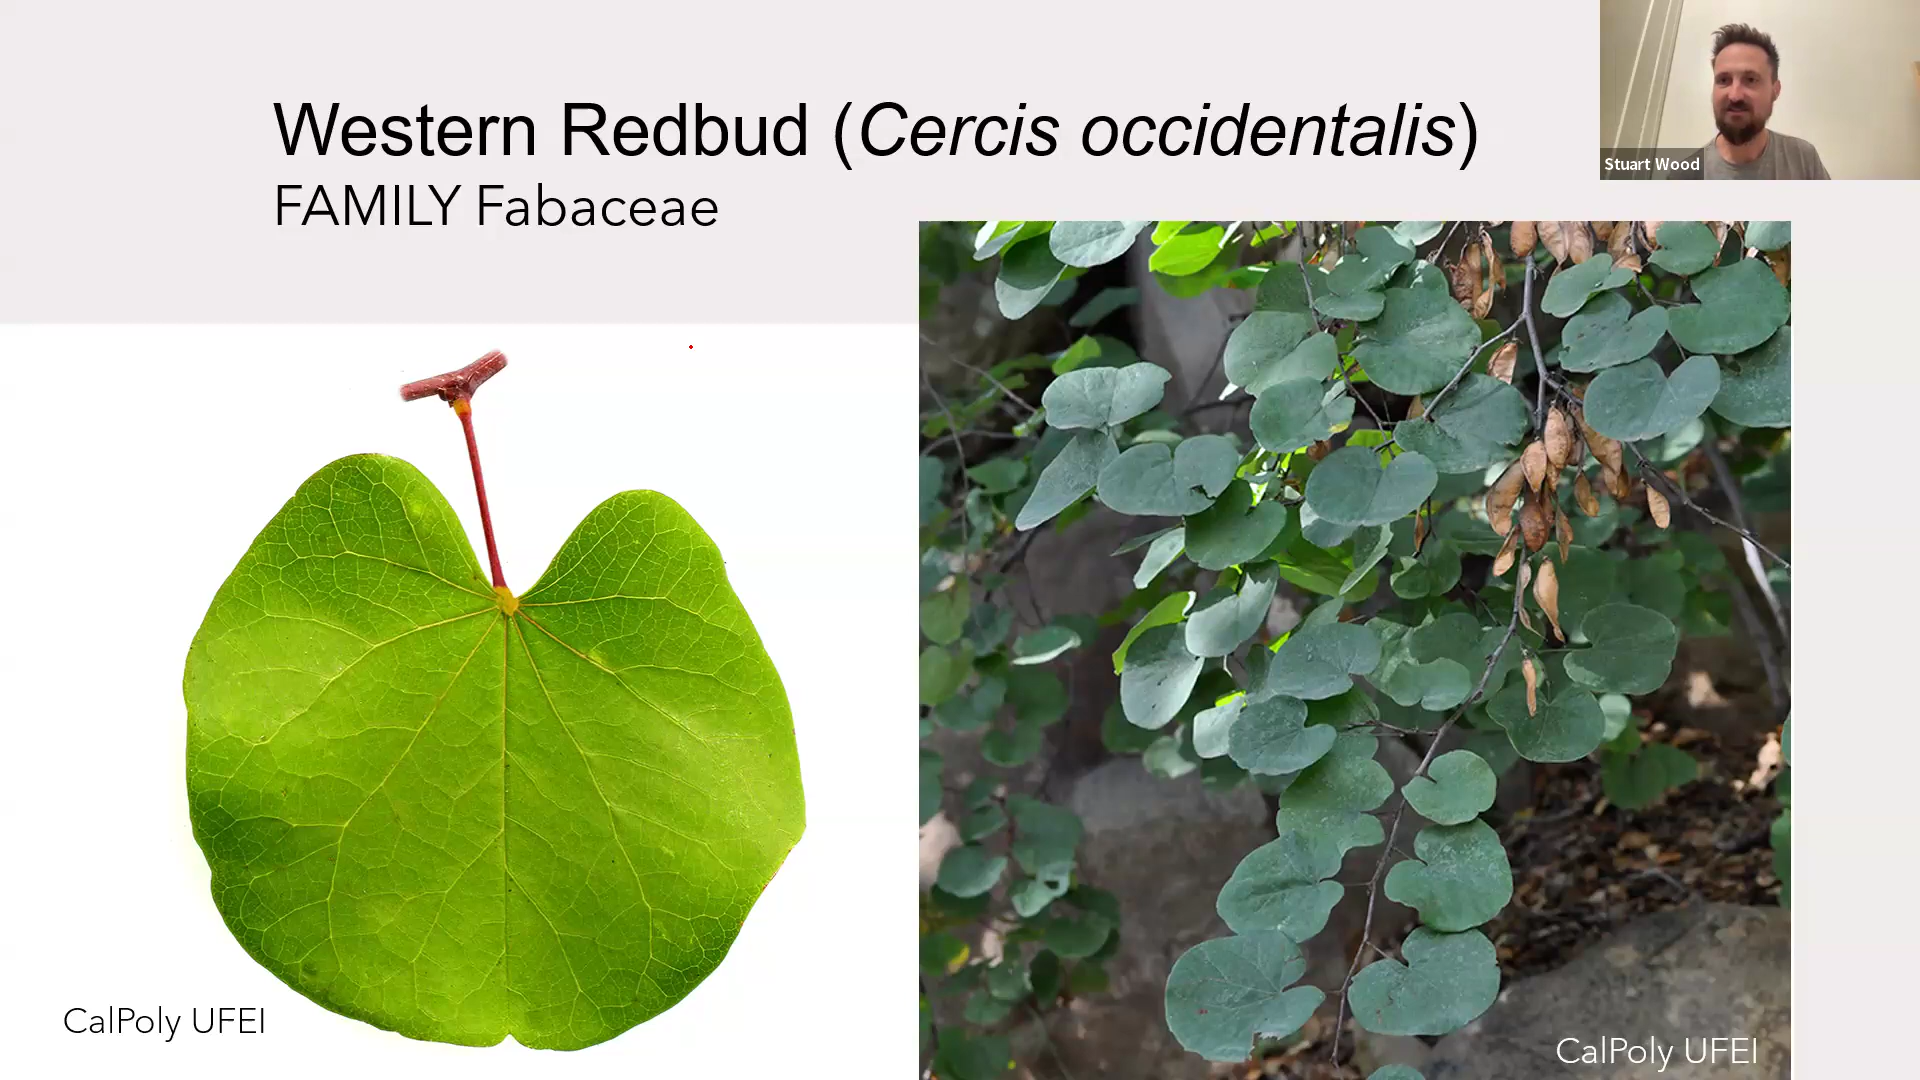 Western Redbud (Cercis occidentalis)
FAMILY Fabaceae
Stuart Wood
CalPoly UFEI
CalPoly UFEI